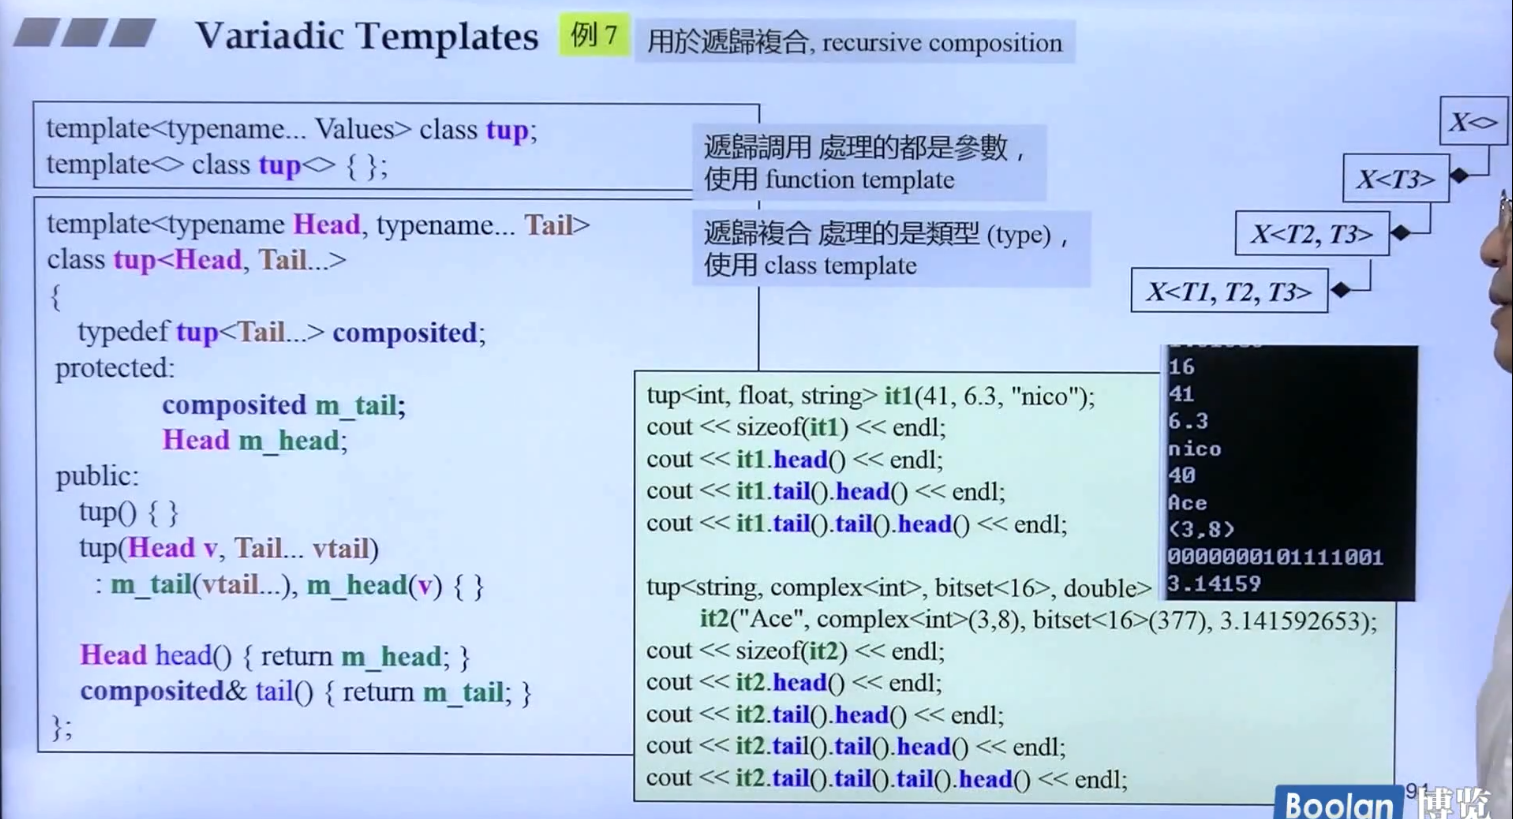 Variadic Templates 例 7 用於遞歸複合, recursive composition
template<typename... Values> class tup;
template<> class tup<> { };
遞歸調用 處理的都是參數，
使用 function template
template<typename Head, typename... Tail>
class tup<Head, Tail...>
{
typedef tup<Tail...> composited;
protected:
composited m_tail;
Head m_head;
public:
tup() { }
tup(Head v, Tail... vtail)
: m_tail(vtail...), m_head(v) { }
Head head() { return m_head; }
composited& tail() { return m_tail; }
};
遞歸複合 處理的是類型 (type)，
使用 class template
X<>
X<T3>
X<T2, T3>
X<T1, T2, T3>
tup<int, float, string> it1(41, 6.3, "nico");
cout << sizeof(it1) << endl;
cout << it1.head() << endl;
cout << it1.tail().head() << endl;
cout << it1.tail().tail().head() << endl;
tup<string, complex<int>, bitset<16>, double>
it2("Ace", complex<int>(3,8), bitset<16>(377), 3.141592653);
cout << sizeof(it2) << endl;
cout << it2.head() << endl;
cout << it2.tail().head() << endl;
cout << it2.tail().tail().head() << endl;
cout << it2.tail().tail().tail().head() << endl;
16
41
6.3
nico
40
Ace
(3,8)
0000000101111001
3.14159
Boolan 博览